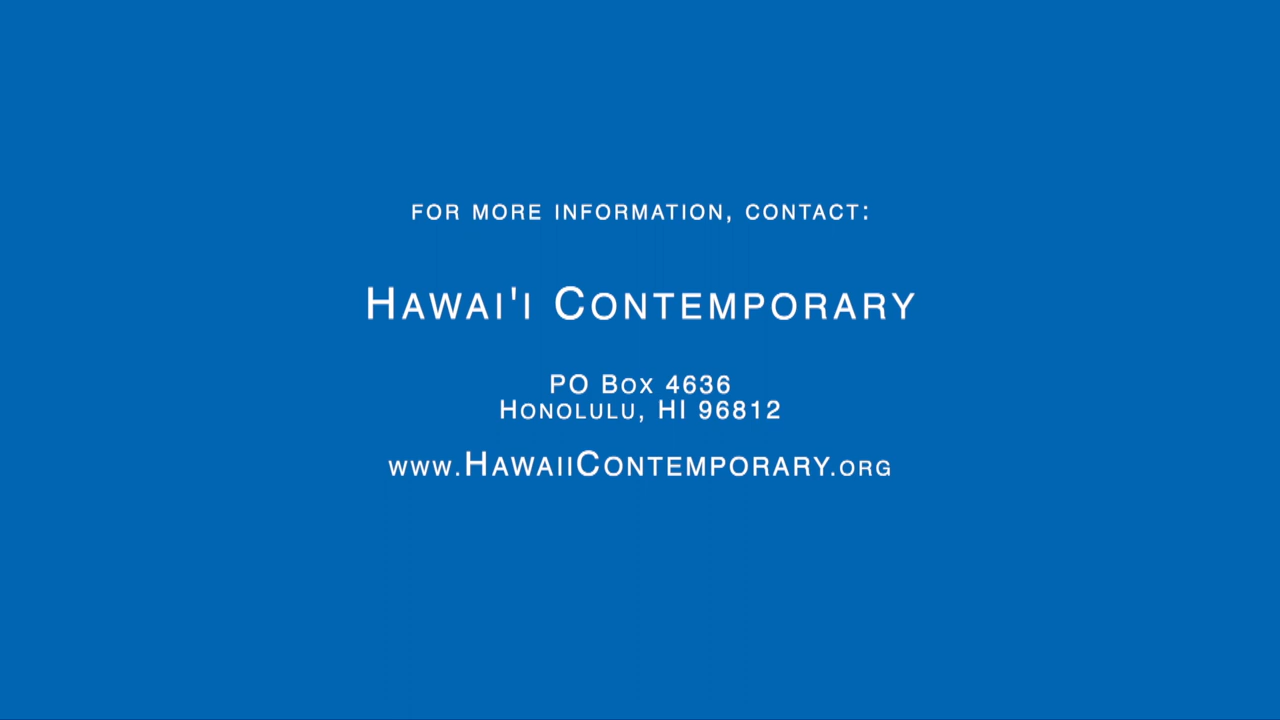 FOR MORE INFORMATION, CONTACT:
HAWAI'I CONTEMPORARY
PO BOX 4636
HONOLULU, HI 96812
WWW.HAWAIICONTEMPORARY.ORG